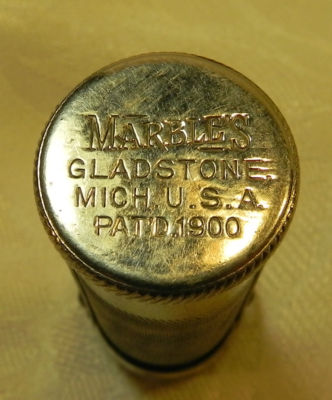 MARBLE'S
GLADSTONE,
MICH. U.S.A.
PAT'D.1900